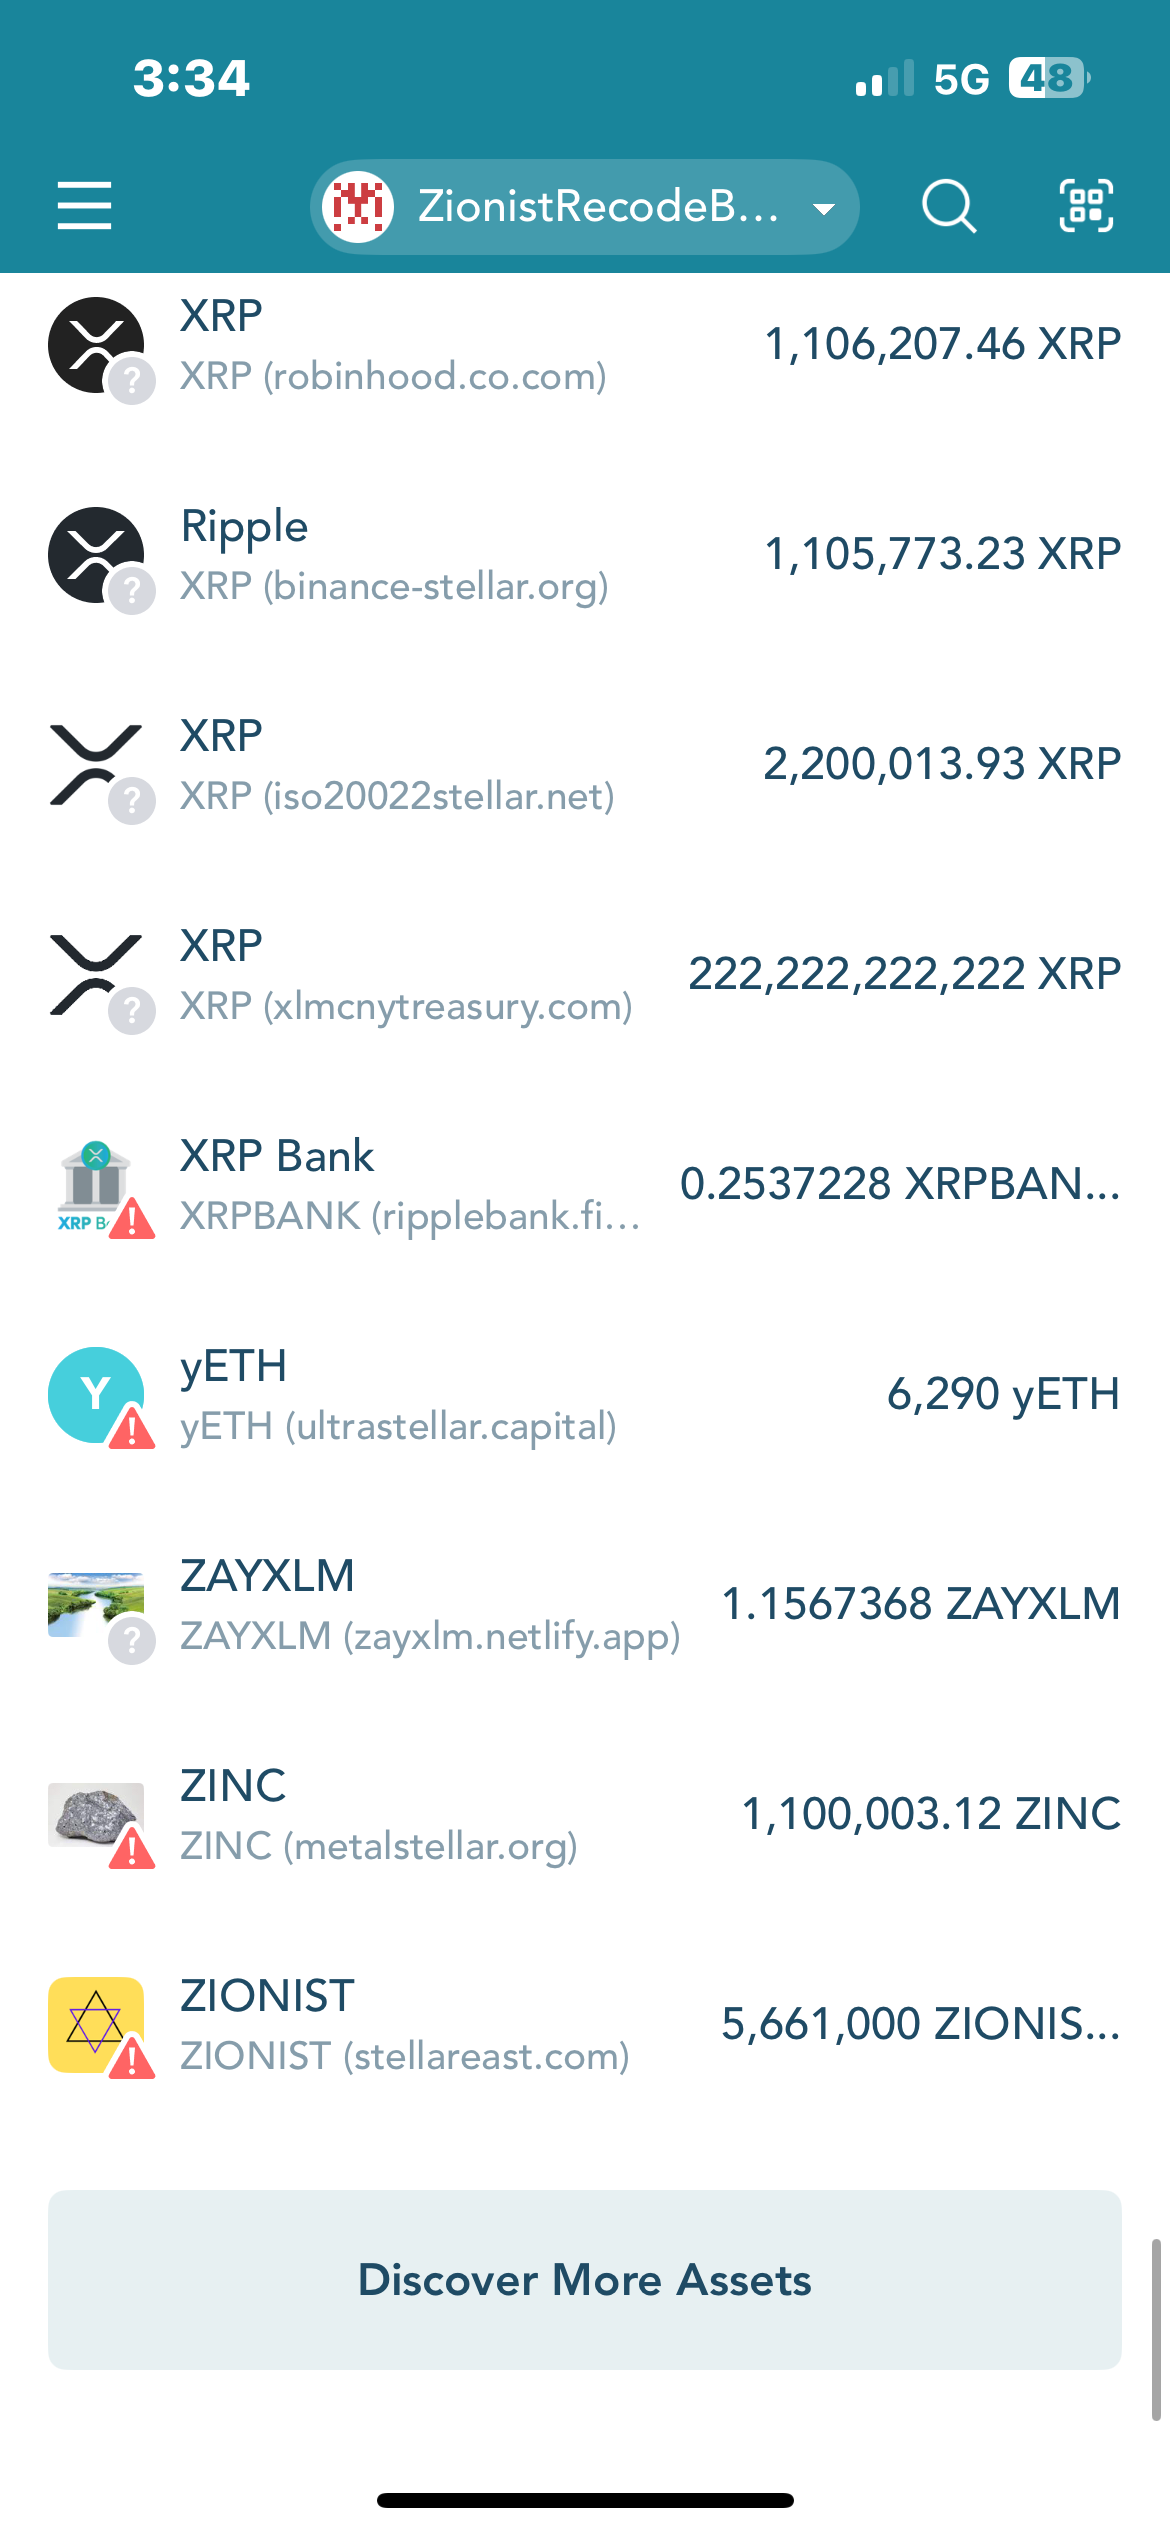 3:34
5G 48
ZionistRecodeB...
XRP
XRP (robinhood.co.com)
1,106,207.46 XRP
Ripple
XRP (binance-stellar.org)
1,105,773.23 XRP
XRP
XRP (iso20022stellar.net)
2,200,013.93 XRP
XRP
XRP (xlmcnytreasury.com)
222,222,222,222 XRP
XRP B
XRP Bank
XRPBANK (ripplebank.fi...
0.2537228 XRPBAN...
Y
yETH
yETH (ultrastellar.capital)
6,290 yETH
ZAYXLM
ZAYXLM (zayxlm.netlify.app)
1.1567368 ZAYXLM
ZINC
ZINC (metalstellar.org)
1,100,003.12 ZINC
ZIONIST
ZIONIST (stellareast.com)
5,661,000 ZIONIS...
Discover More Assets